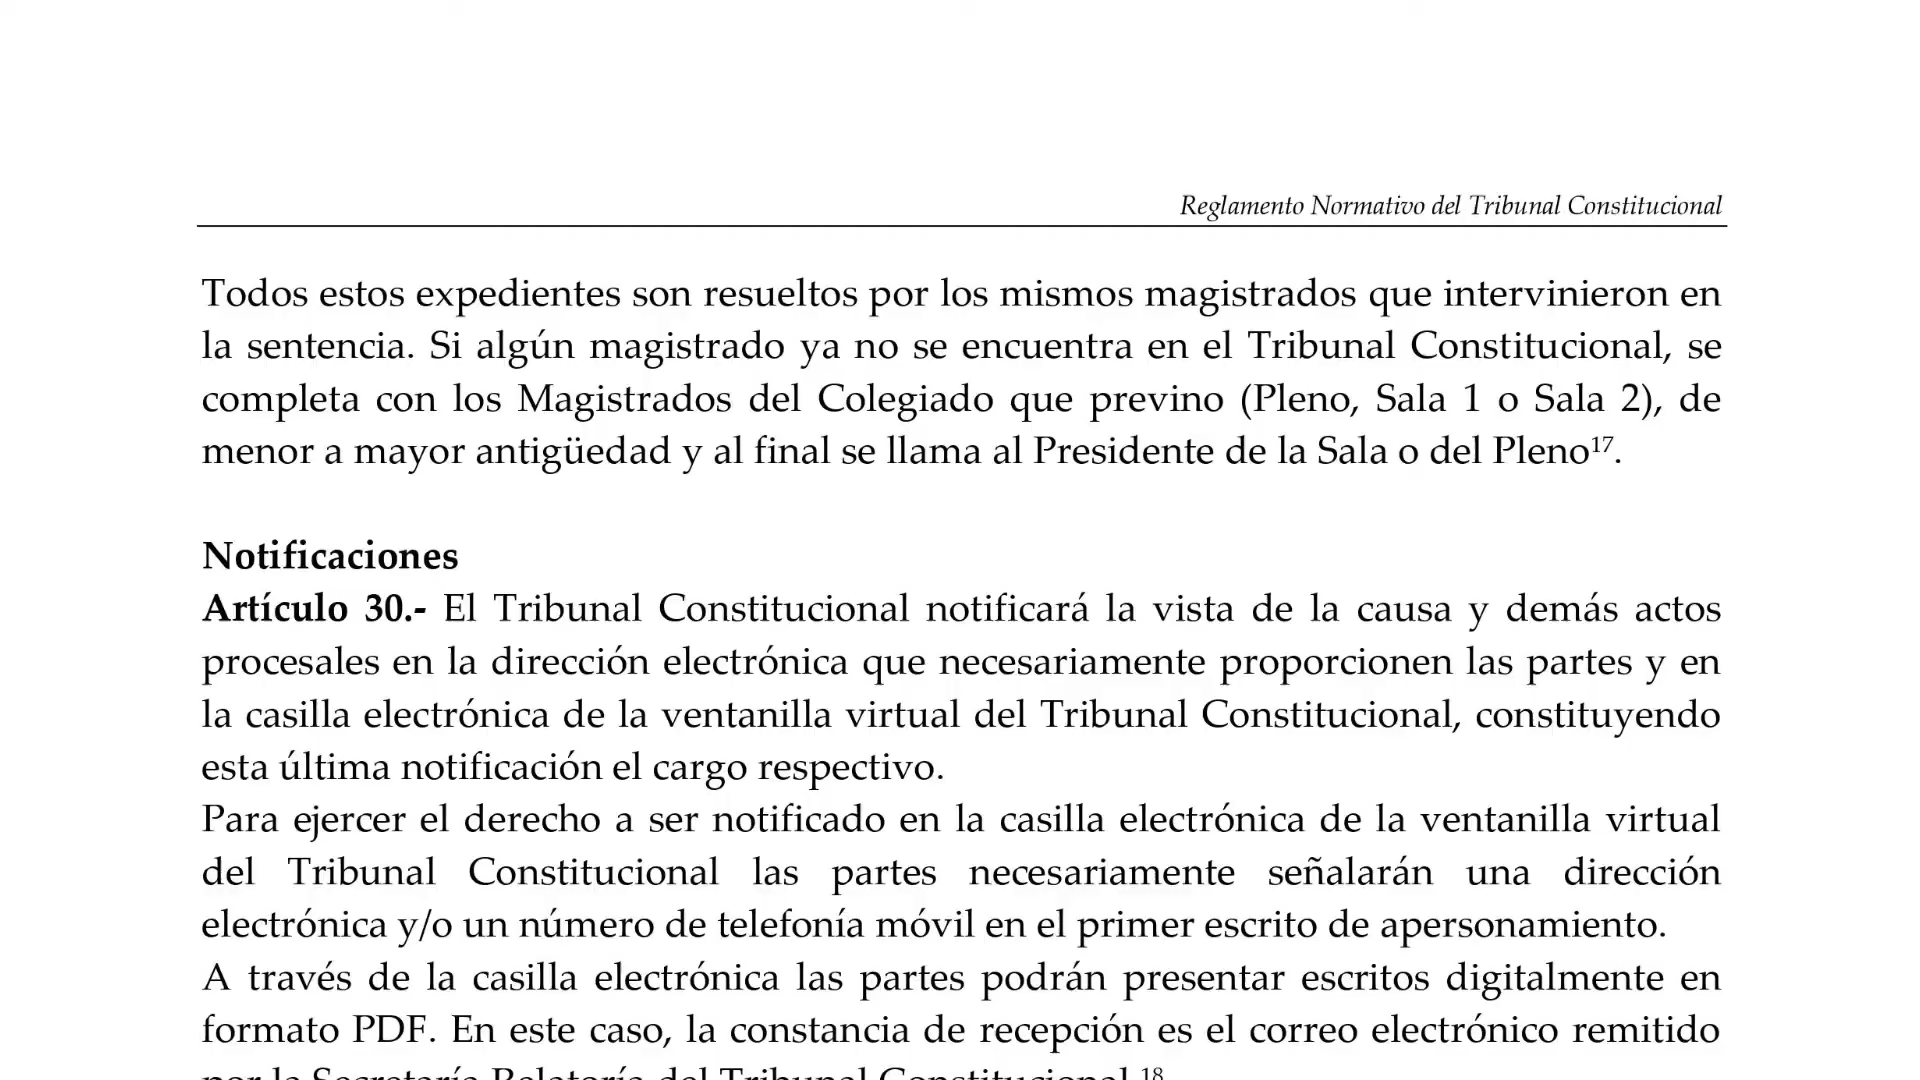 Reglamento Normativo del Tribunal Constitucional
Todos estos expedientes son resueltos por los mismos magistrados que intervinieron en
la sentencia. Si algún magistrado ya no se encuentra en el Tribunal Constitucional, se
completa con los Magistrados del Colegiado que previno (Pleno, Sala 1 o Sala 2), de
menor a mayor antigüedad y al final se llama al Presidente de la Sala o del Pleno¹⁷.
Notificaciones
Artículo 30.- El Tribunal Constitucional notificará la vista de la causa y demás actos
procesales en la dirección electrónica que necesariamente proporcionen las partes y en
la casilla electrónica de la ventanilla virtual del Tribunal Constitucional, constituyendo
esta última notificación el cargo respectivo.
Para ejercer el derecho a ser notificado en la casilla electrónica de la ventanilla virtual
del Tribunal Constitucional las partes necesariamente señalarán una dirección
electrónica y/o un número de telefonía móvil en el primer escrito de apersonamiento.
A través de la casilla electrónica las partes podrán presentar escritos digitalmente en
formato PDF. En este caso, la constancia de recepción es el correo electrónico remitido
por la Secretaría Relatoría del Tribunal Constitucional.¹⁸